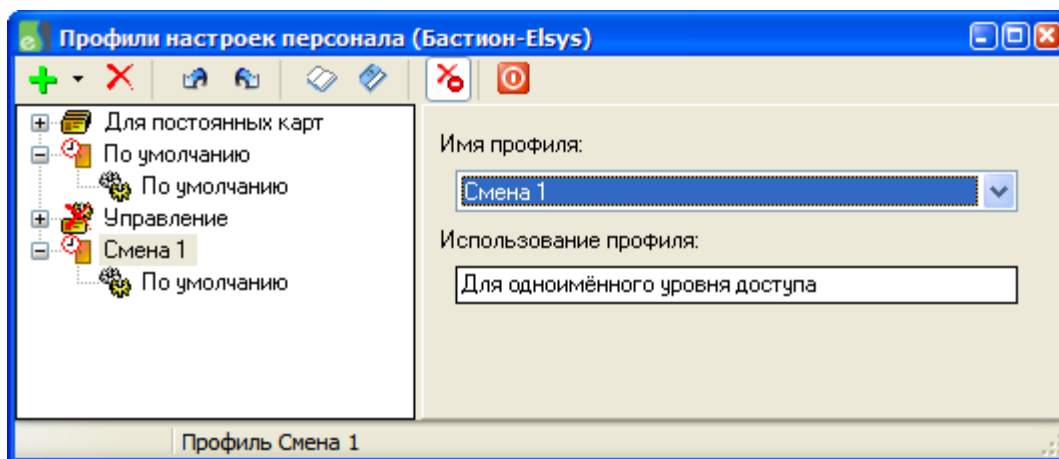 Профили настроек персонала (Бастион-Elsys)
Для постоянных карт
По умолчанию
По умолчанию
Управление
Смена 1
По умолчанию
Имя профиля:
Смена 1
Использование профиля:
Для одноимённого уровня доступа
Профиль Смена 1